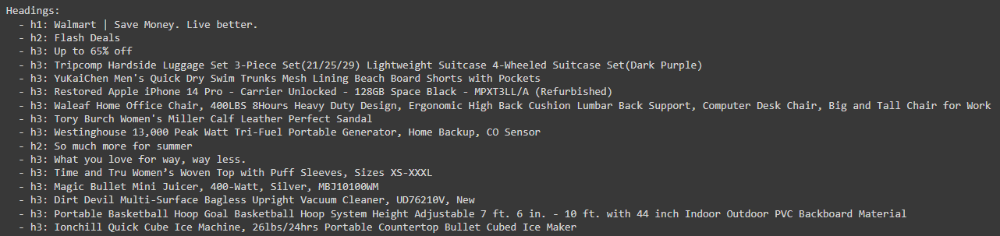 Headings:
- h1: Walmart | Save Money. Live better.
- h2: Flash Deals
- h3: Up to 65% off
- h3: Tripcomp Hardside Luggage Set 3-Piece Set(21/25/29) Lightweight Suitcase 4-Wheeled Suitcase Set(Dark Purple)
- h3: YuKaiChen Men's Quick Dry Swim Trunks Mesh Lining Beach Board Shorts with Pockets
- h3: Restored Apple iPhone 14 Pro - Carrier Unlocked - 128GB Space Black - MPXT3LL/A (Refurbished)
- h3: Waleaf Home Office Chair, 400LBS 8Hours Heavy Duty Design, Ergonomic High Back Cushion Lumbar Back Support, Computer Desk Chair, Big and Tall Chair for Work
- h3: Tory Burch Women's Miller Calf Leather Perfect Sandal
- h3: Westinghouse 13,000 Peak Watt Tri-Fuel Portable Generator, Home Backup, CO Sensor
- h2: So much more for summer
- h3: What you love for way, way less.
- h3: Time and Tru Women’s Woven Top with Puff Sleeves, Sizes XS-XXXL
- h3: Magic Bullet Mini Juicer, 400-Watt, Silver, MBJ10100WM
- h3: Dirt Devil Multi-Surface Bagless Upright Vacuum Cleaner, UD76210V, New
- h3: Portable Basketball Hoop Goal Basketball Hoop System Height Adjustable 7 ft. 6 in. - 10 ft. with 44 inch Indoor Outdoor PVC Backboard Material
- h3: Ionchill Quick Cube Ice Machine, 26lbs/24hrs Portable Countertop Bullet Cubed Ice Maker